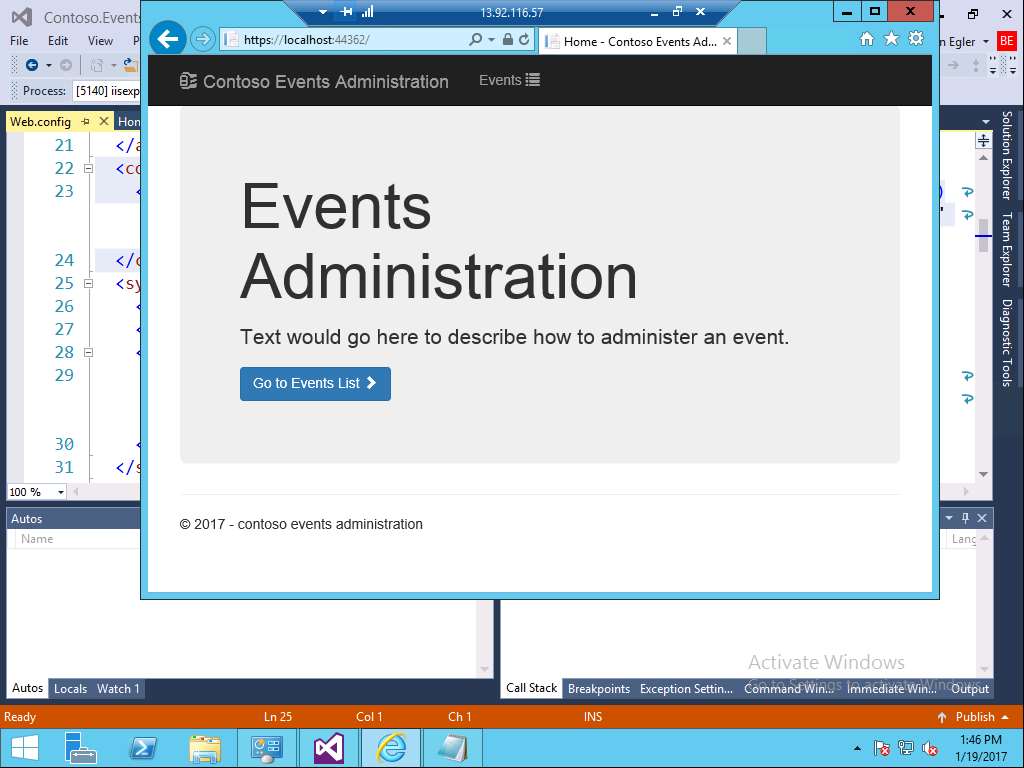 13.92.116.57
Contoso.Events
https://localhost:44362/
Home - Contoso Events Ad...
n Egler
BE
File Edit View P
Contoso Events Administration
Events
Process: [5140] iisexp
Web.config
Hon
Solution Explorer
Team Explorer
Diagnostic Tools
21 </a
22 <co
23 <
24 </c
25 <sy
26 <
27 <
28 <
29
30 <
31 </s
Events
Administration
Text would go here to describe how to administer an event.
Go to Events List
© 2017 - contoso events administration
100 %
Autos
Name
Lang
Activate Windows
Go to Settings to activate Windows.
Autos Locals Watch 1
Call Stack Breakpoints Exception Settin... Command Win... Immediate Win... Output
Ready
Ln 25
Col 1
Ch 1
INS
Publish
1:46 PM
1/19/2017